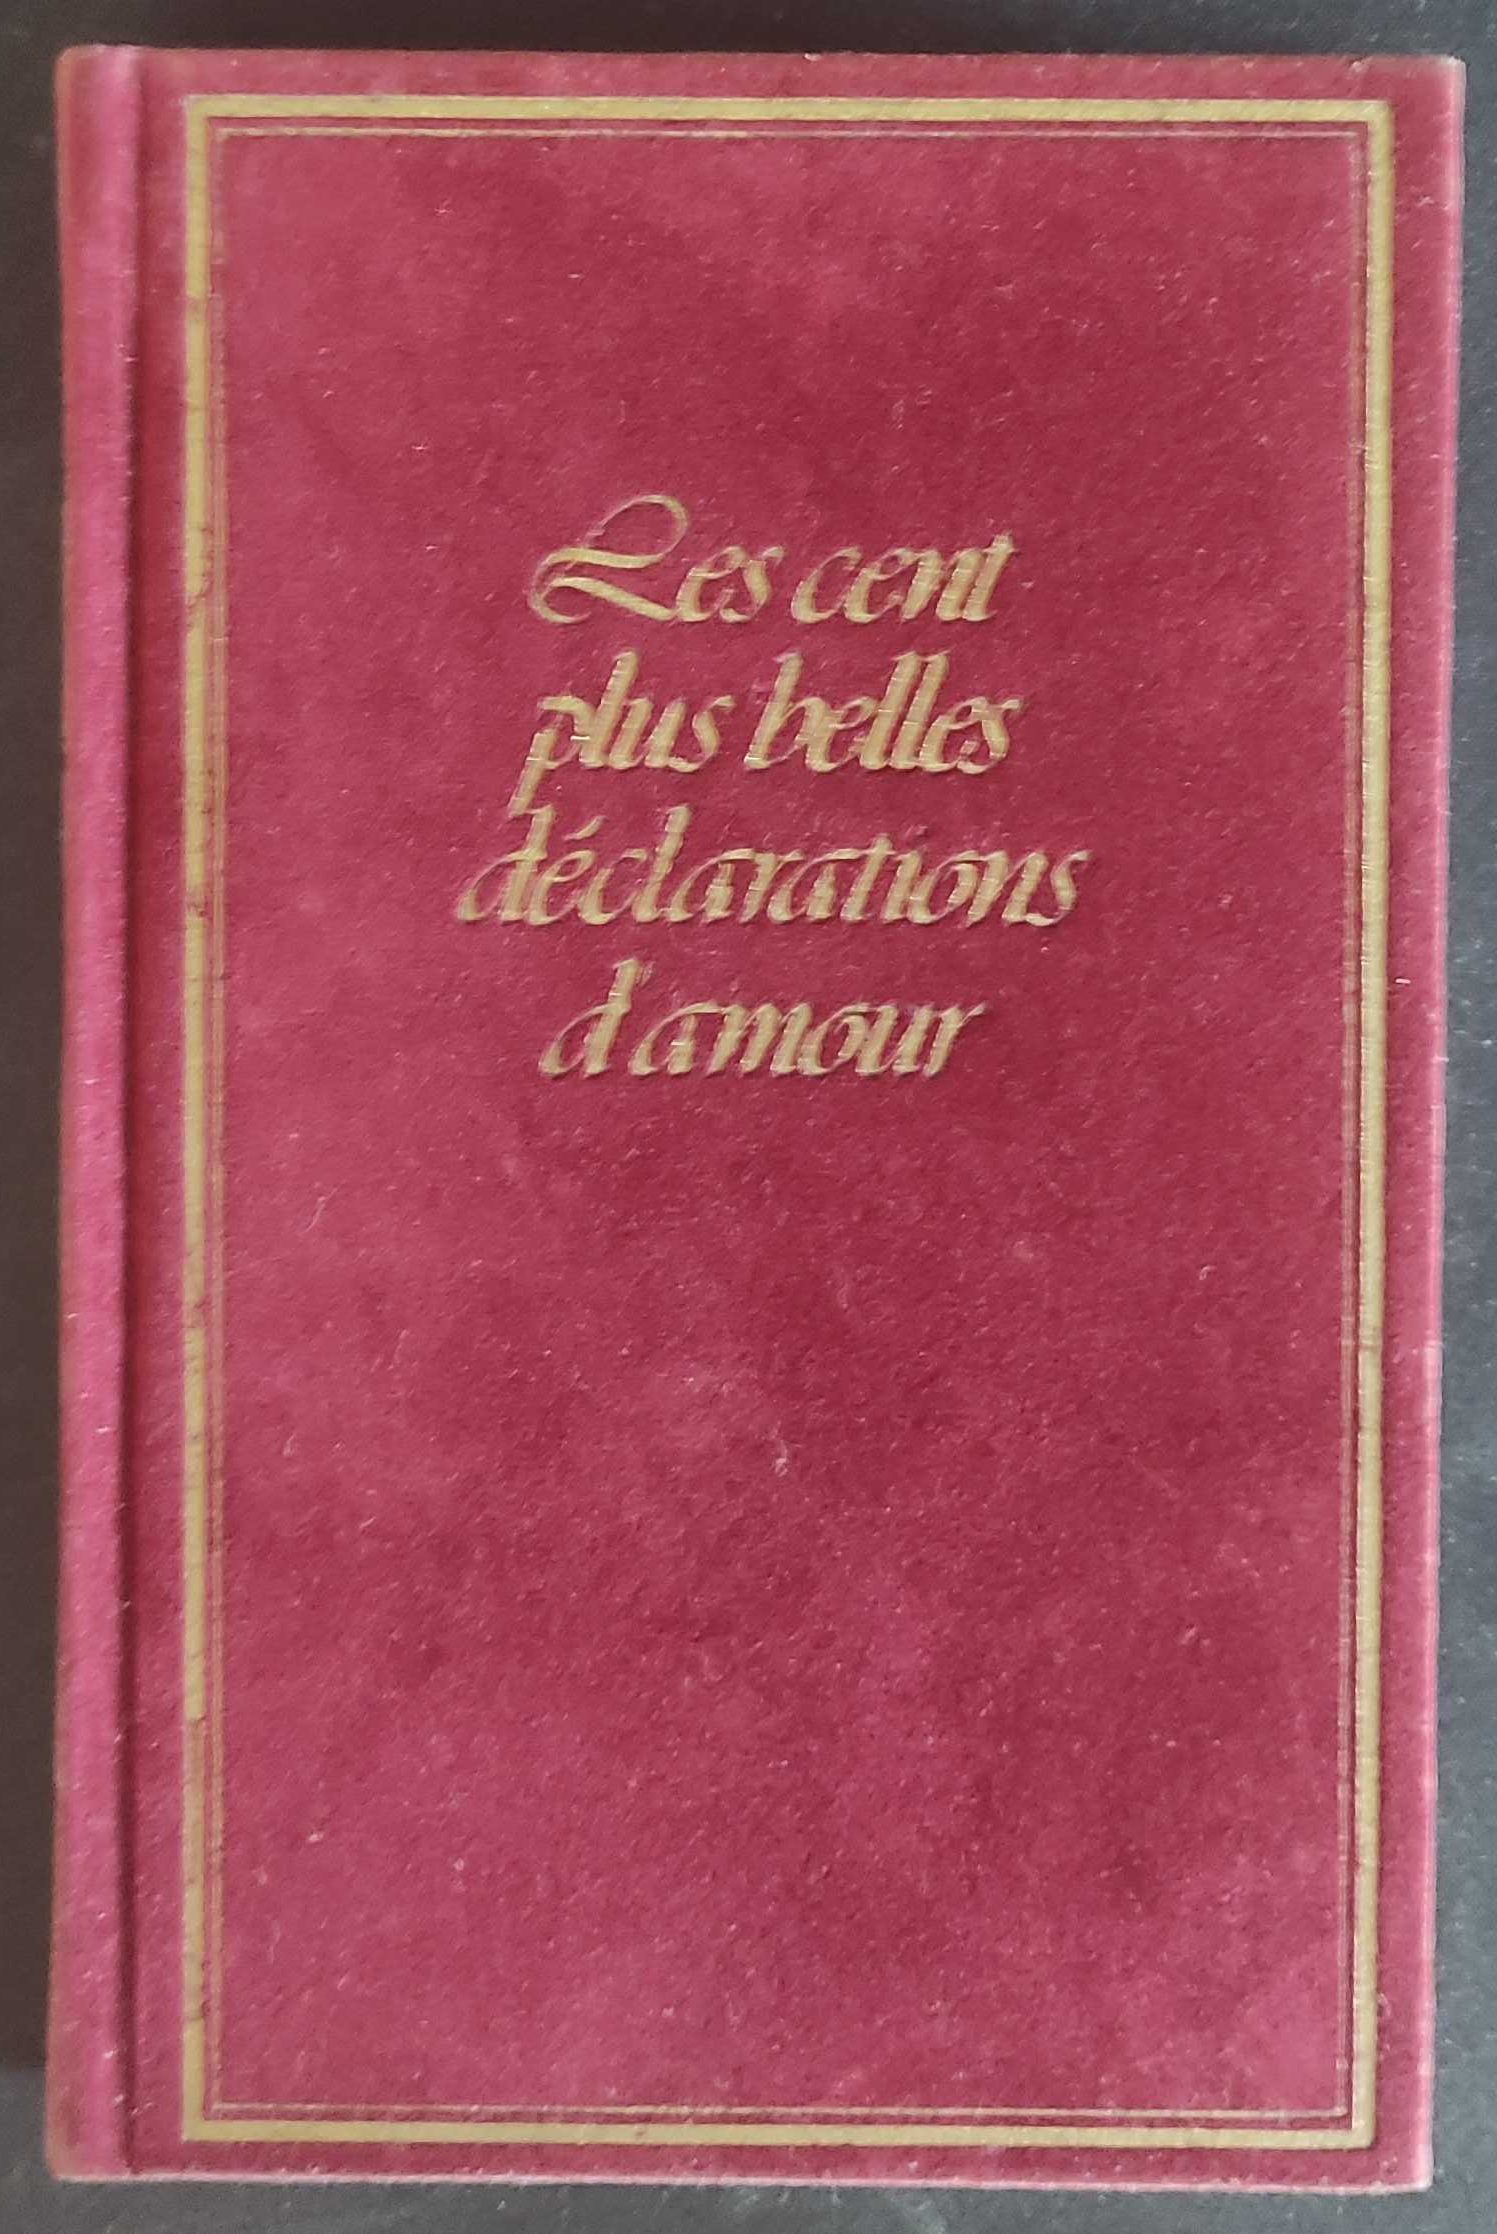 Les cent
plus belles
déclarations
d'amour